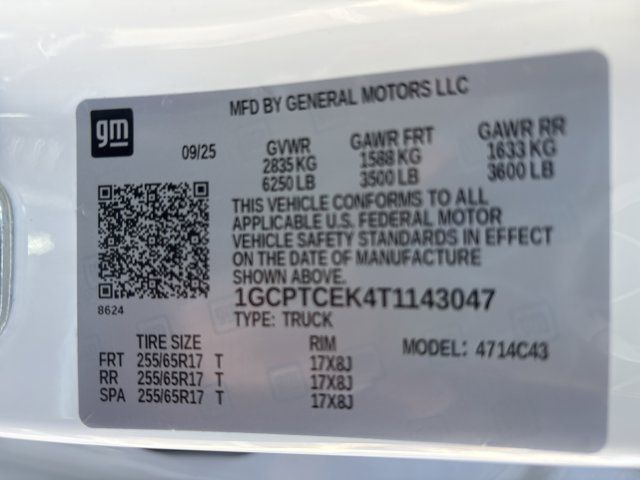 gm
MFD BY GENERAL MOTORS LLC
09/25
GVWR GAWR FRT GAWR RR
2835 KG 1588 KG 1633 KG
6250 LB 3500 LB 3600 LB
THIS VEHICLE CONFORMS TO ALL
APPLICABLE U.S. FEDERAL MOTOR
VEHICLE SAFETY STANDARDS IN EFFECT
ON THE DATE OF MANUFACTURE
SHOWN ABOVE.
8624
1GCPTCEK4T1143047
TYPE: TRUCK
TIRE SIZE RIM MODEL: 4714C43
FRT 255/65R17 T 17X8J
RR 255/65R17 T 17X8J
SPA 255/65R17 T 17X8J